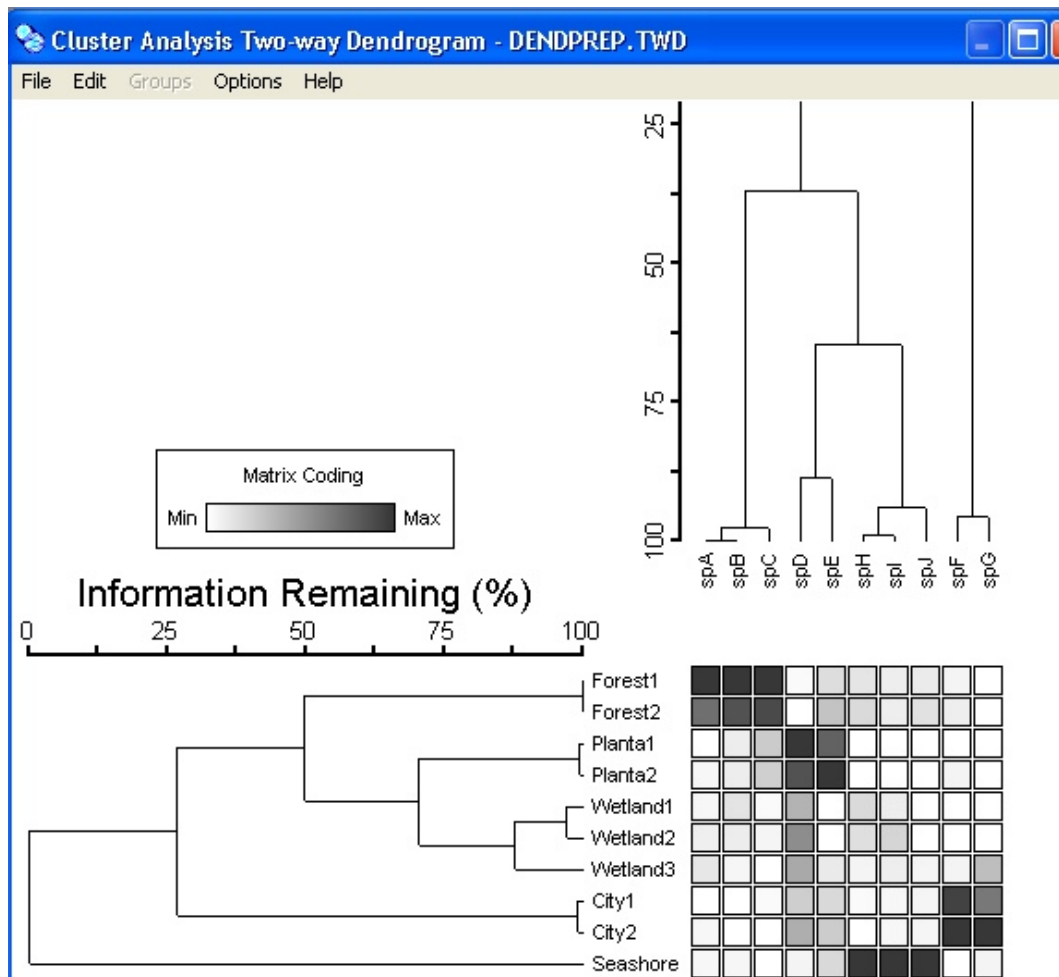 Cluster Analysis Two-way Dendrogram - DENDPREP.TWD
File Edit Groups Options Help
25
50
75
100
spA spB spC spD spE spH spI spJ spF spG
Matrix Coding
Min Max
Information Remaining (%)
0 25 50 75 100
Forest1
Forest2
Planta1
Planta2
Wetland1
Wetland2
Wetland3
City1
City2
Seashore